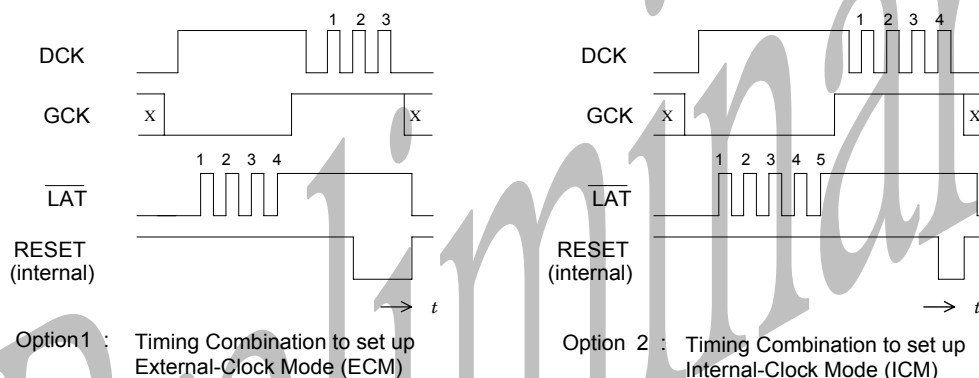 1 2 3
DCK
GCK
X
X
1 2 3 4
LAT
RESET
(internal)
t
Option1 : Timing Combination to set up
External-Clock Mode (ECM)
1 2 3 4
DCK
GCK
X
X
1 2 3 4 5
LAT
RESET
(internal)
t
Option 2 : Timing Combination to set up
Internal-Clock Mode (ICM)